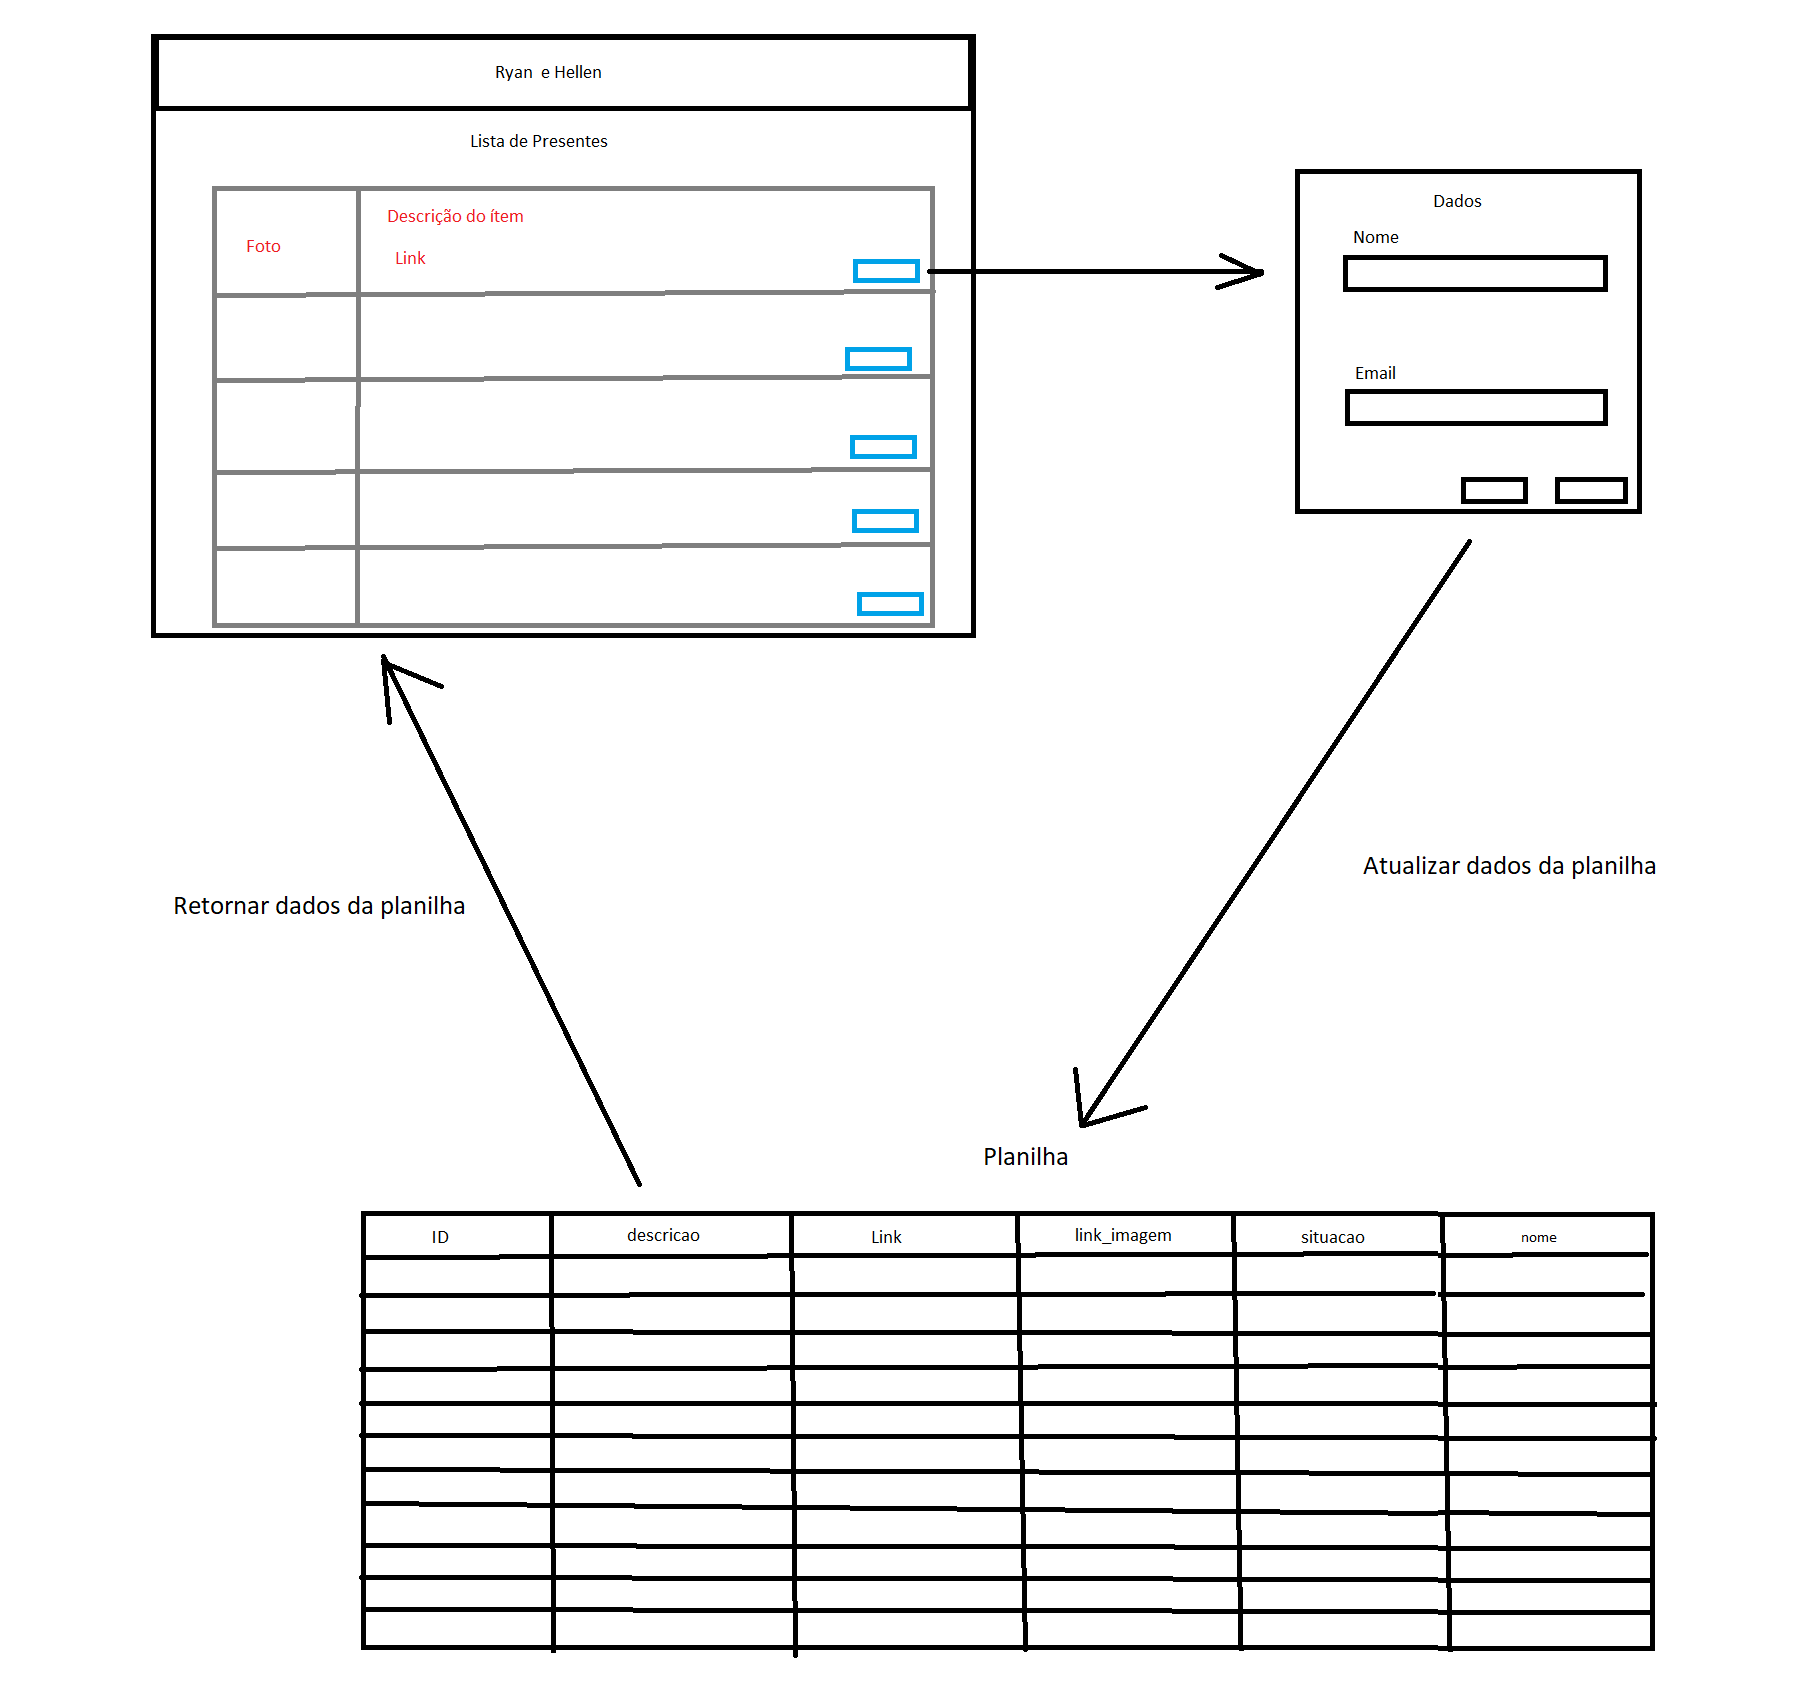 Ryan e Hellen
Lista de Presentes
Foto
Descrição do ítem
Link
Dados
Nome
Email
Retornar dados da planilha
Atualizar dados da planilha
Planilha
ID descricao Link link_imagem situacao nome